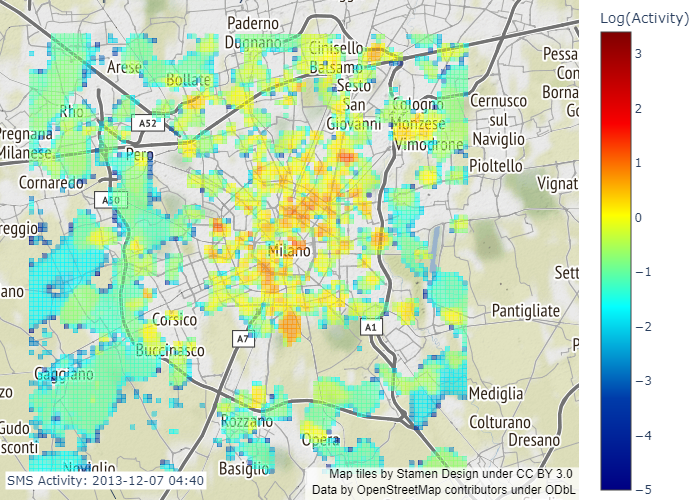 Log(Activity)
3
2
1
0
−1
−2
−3
−4
−5
Paderno
Dugnano
Cinisello
Balsamo
Arese
Bollate
Sesto
San
Giovanni
Rho
A52
Cologno
Monzese
Cernusco
sul
Naviglio
Pessa
Con
Borna
Go
Pregnana
Milanese
Pero
Vimodrone
Pioltello
Cornaredo
A50
Vignat
reggio
Milano
Sett
ano
Pantigliate
Corsico
A7
A1
Buccinasco
P
Gaggiano
zo
Mediglia
Rozzano
Colturano
Gudo
sconti
Opera
Dresano
Noviglio
Basiglio
SMS Activity: 2013-12-07 04:40
Map tiles by Stamen Design under CC BY 3.0
Data by OpenStreetMap contributors under ODbL